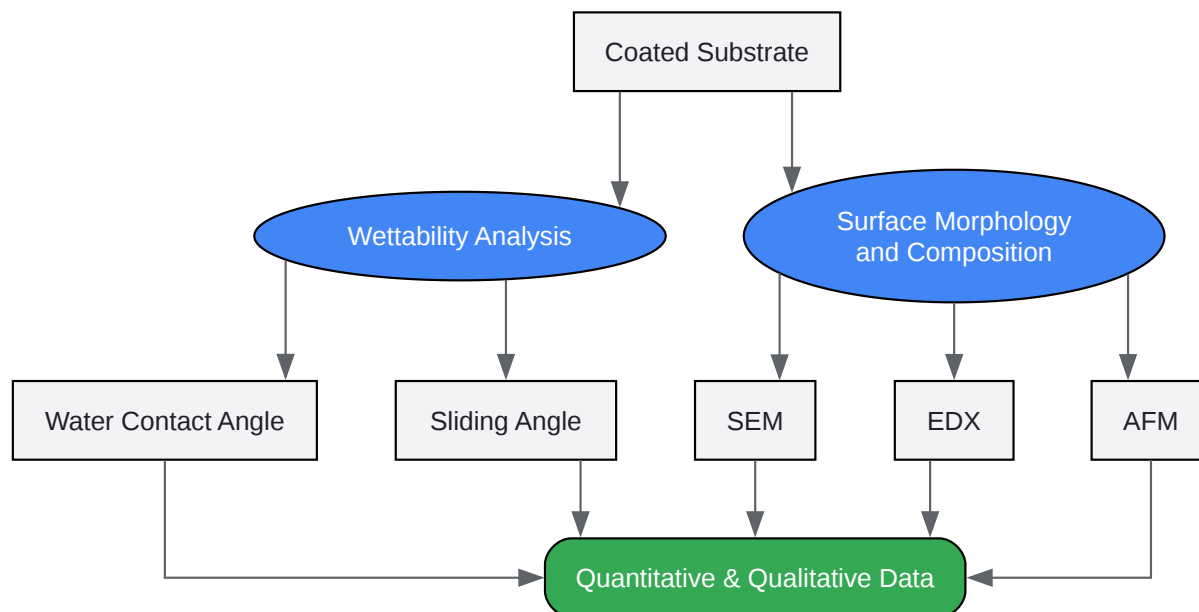 Coated Substrate
Wettability Analysis
Surface Morphology
and Composition
Water Contact Angle
Sliding Angle
SEM
EDX
AFM
Quantitative & Qualitative Data